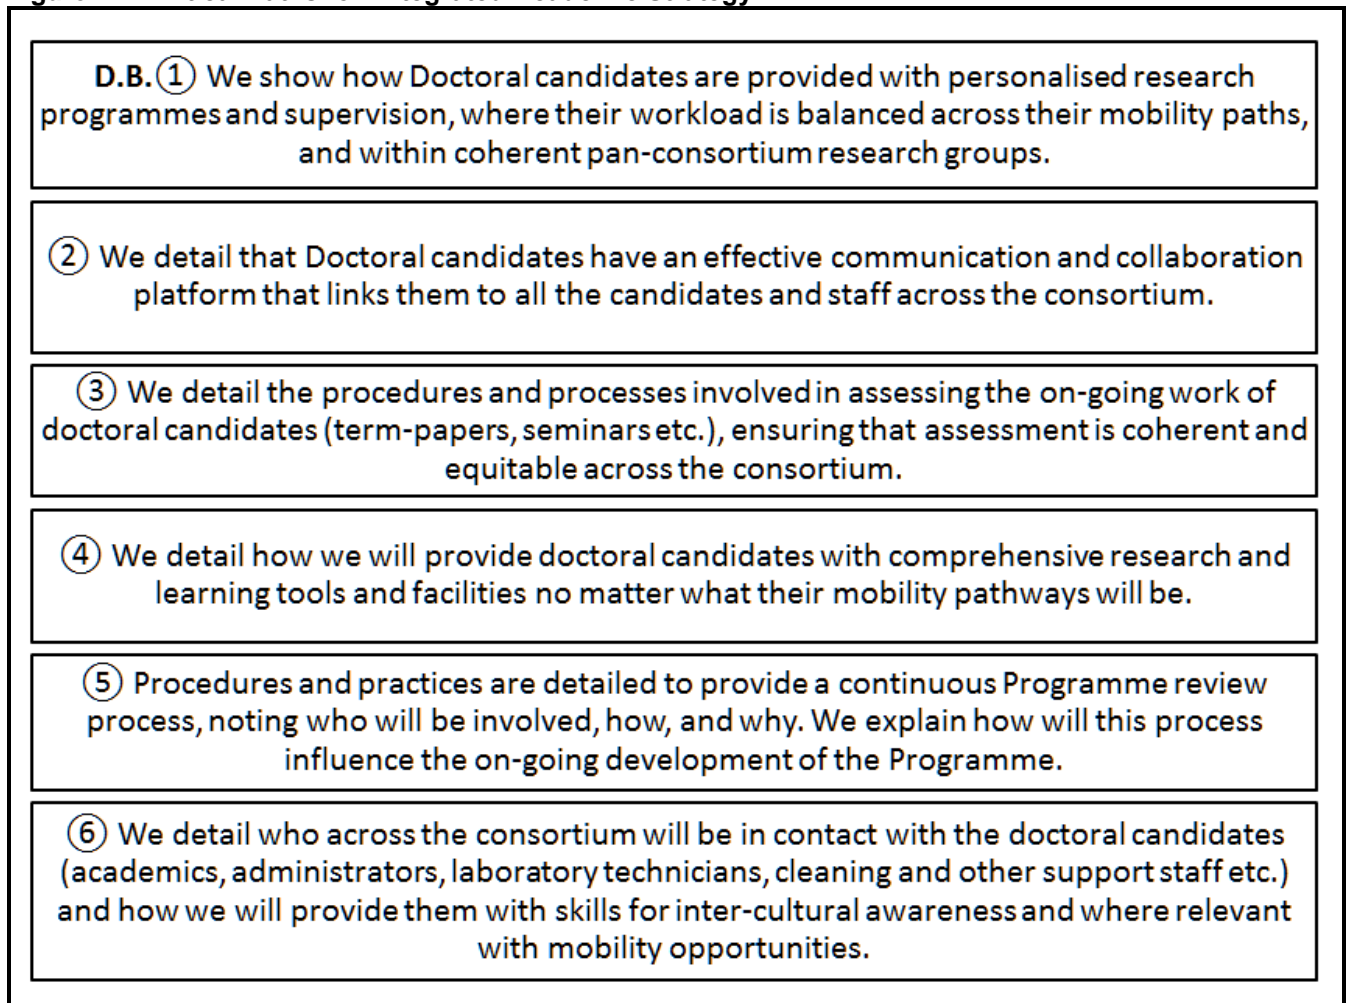 D.B.① We show how Doctoral candidates are provided with personalised research
programmes and supervision, where their workload is balanced across their mobility paths,
and within coherent pan-consortium research groups.
② We detail that Doctoral candidates have an effective communication and collaboration
platform that links them to all the candidates and staff across the consortium.
③ We detail the procedures and processes involved in assessing the on-going work of
doctoral candidates (term-papers, seminars etc.), ensuring that assessment is coherent and
equitable across the consortium.
④ We detail how we will provide doctoral candidates with comprehensive research and
learning tools and facilities no matter what their mobility pathways will be.
⑤ Procedures and practices are detailed to provide a continuous Programme review
process, noting who will be involved, how, and why. We explain how will this process
influence the on-going development of the Programme.
⑥ We detail who across the consortium will be in contact with the doctoral candidates
(academics, administrators, laboratory technicians, cleaning and other support staff etc.)
and how we will provide them with skills for inter-cultural awareness and where relevant
with mobility opportunities.